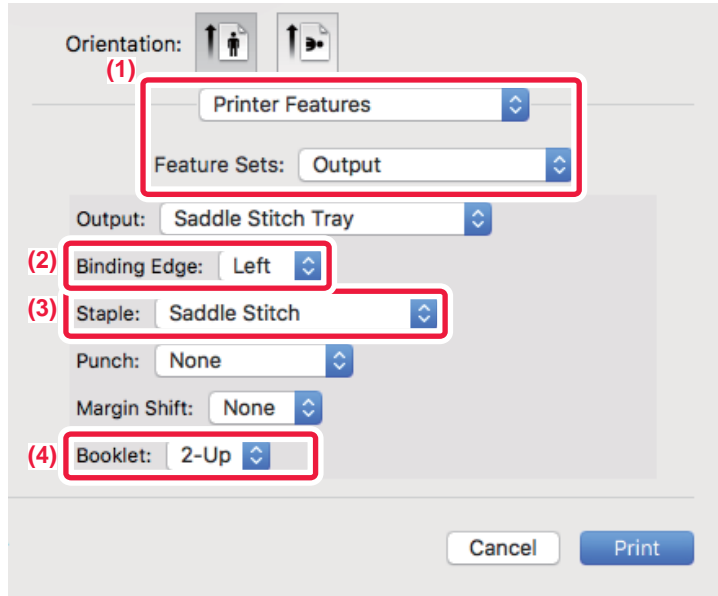 Orientation:
(1)
Printer Features
Feature Sets: Output
Output: Saddle Stitch Tray
(2) Binding Edge: Left
(3) Staple: Saddle Stitch
Punch: None
Margin Shift: None
(4) Booklet: 2-Up
Cancel Print